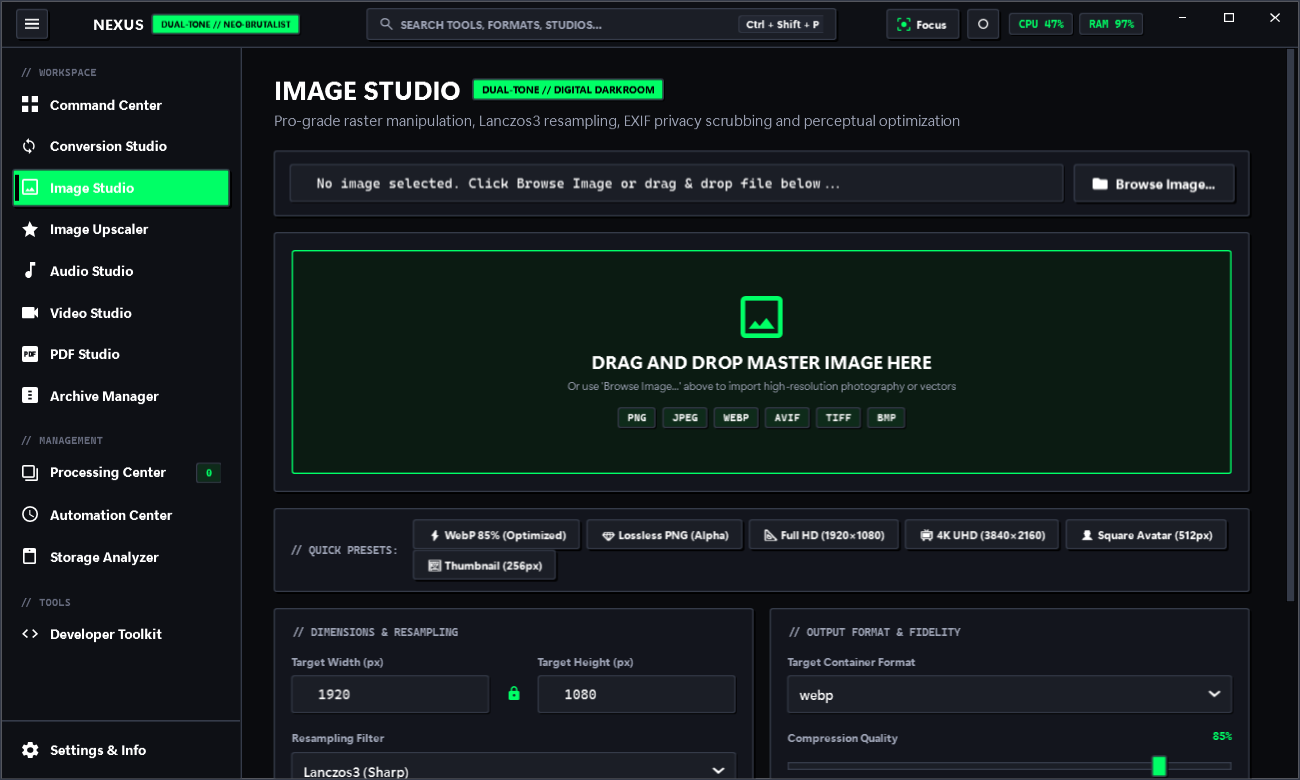 NEXUS DUAL-TONE // NEO-BRUTALIST SEARCH TOOLS, FORMATS, STUDIOS... Ctrl + Shift + P Focus CPU 47% RAM 97%
// WORKSPACE
Command Center
Conversion Studio
Image Studio
Image Upscaler
Audio Studio
Video Studio
PDF PDF Studio
Archive Manager
// MANAGEMENT
Processing Center 0
Automation Center
Storage Analyzer
// TOOLS
Developer Toolkit
Settings & Info
IMAGE STUDIO DUAL-TONE // DIGITAL DARKROOM
Pro-grade raster manipulation, Lanczos3 resampling, EXIF privacy scrubbing and perceptual optimization
No image selected. Click Browse Image or drag & drop file below... Browse Image...
DRAG AND DROP MASTER IMAGE HERE
Or use 'Browse Image...' above to import high-resolution photography or vectors
PNG JPEG WEBP AVIF TIFF BMP
// QUICK PRESETS: WebP 85% (Optimized) Lossless PNG (Alpha) Full HD (1920×1080) 4K UHD (3840×2160) Square Avatar (512px)
Thumbnail (256px)
// DIMENSIONS & RESAMPLING
Target Width (px) Target Height (px)
1920 1080
Resampling Filter
Lanczos3 (Sharp)
// OUTPUT FORMAT & FIDELITY
Target Container Format
webp
Compression Quality 85%